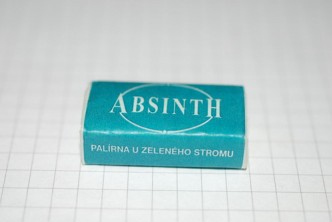 ABSINTH
PALÍRNA U ZELENÉHO STROMU